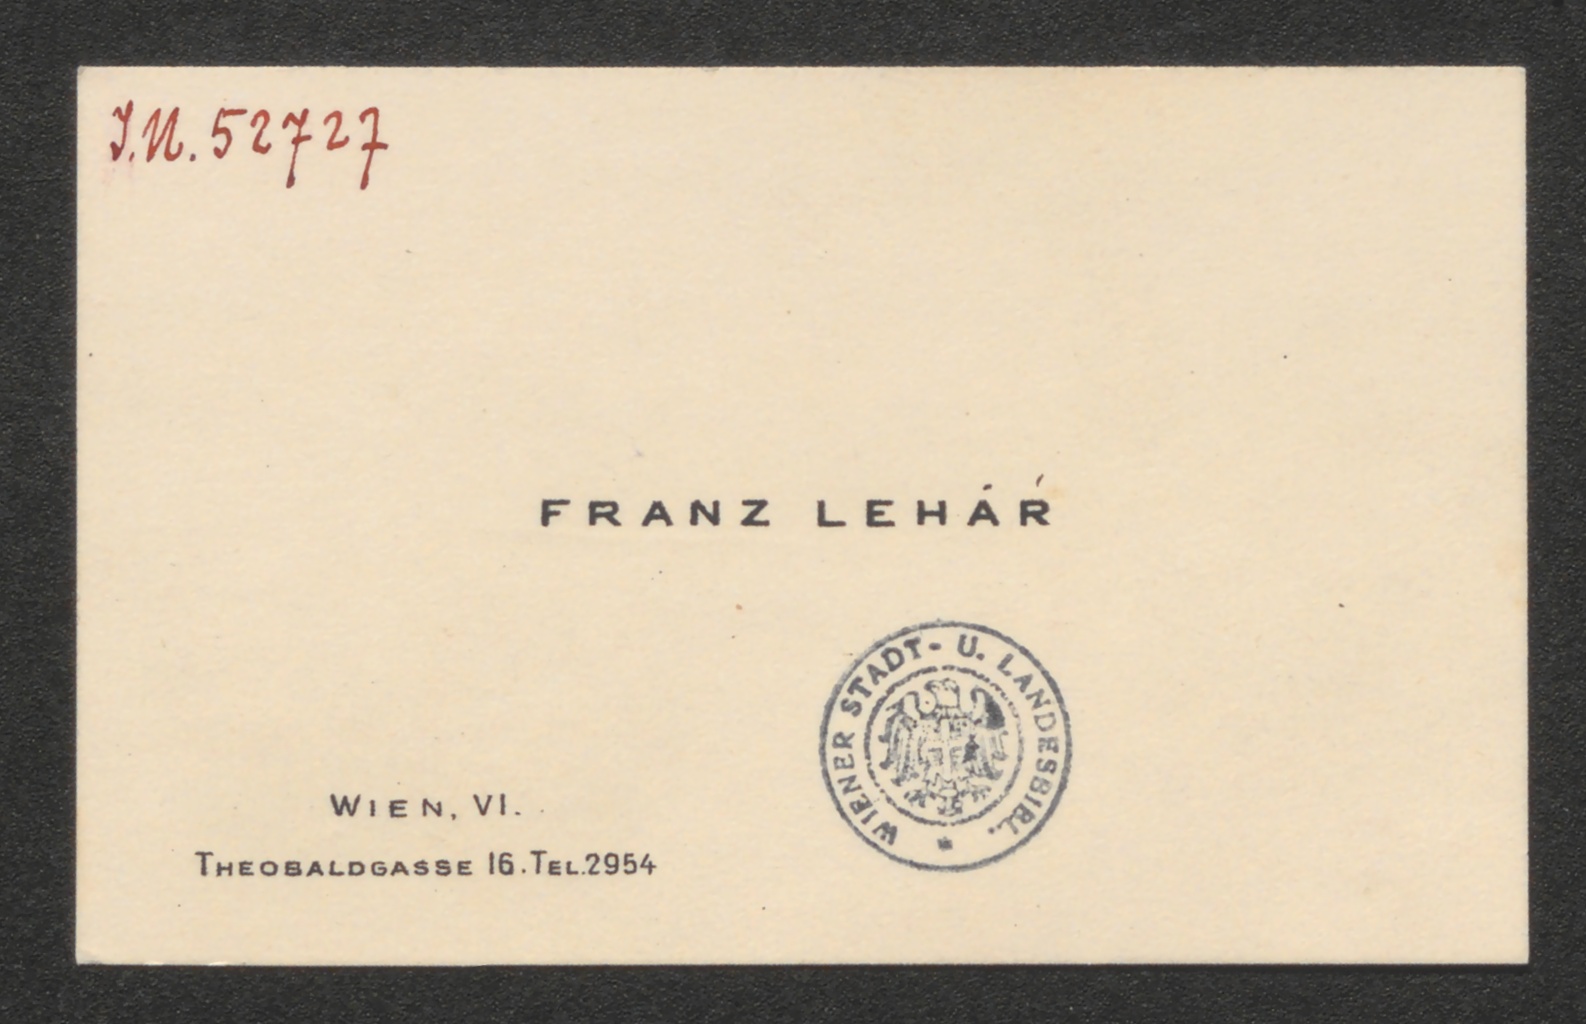 J.N. 52727
FRANZ LEHÁR
WIENER STADT- U. LANDESBIBL.
WIEN, VI.
THEOBALDGASSE 16. TEL. 2954